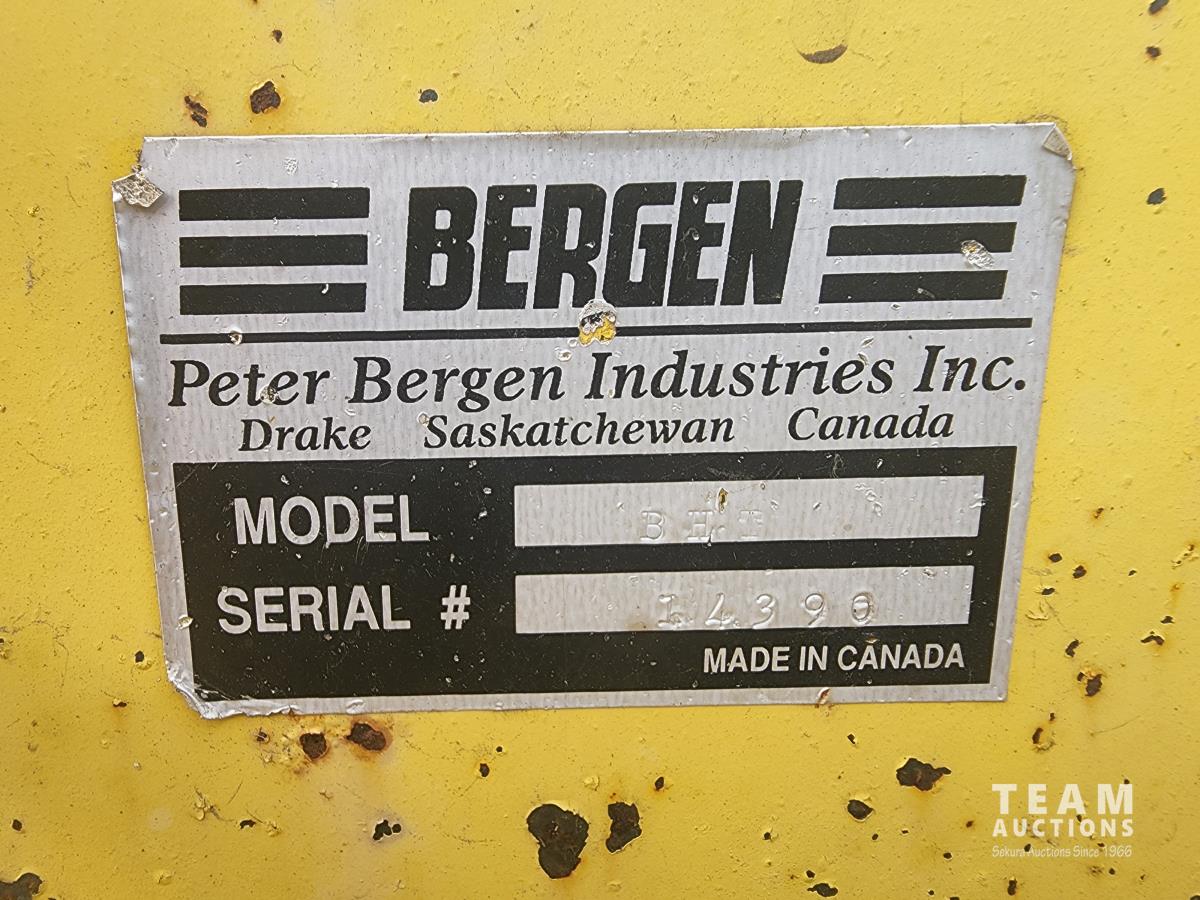 BERGEN
Peter Bergen Industries Inc.
Drake Saskatchewan Canada
MODEL BHT
SERIAL # 14390
MADE IN CANADA
TEAM
AUCTIONS
Sekura Auctions Since 1966